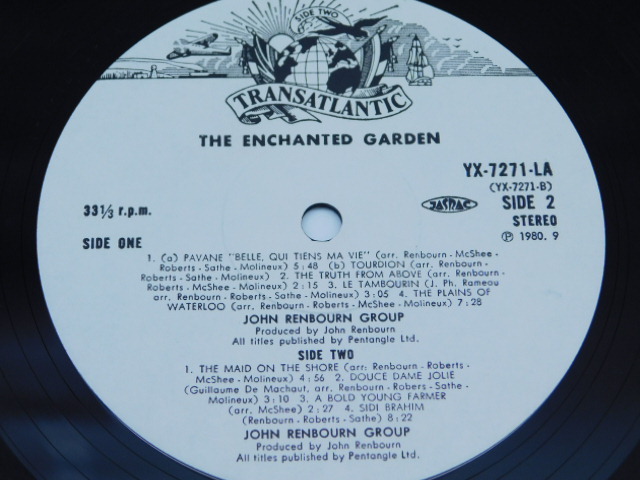 SIDE TWO
TRANSATLANTIC
THE ENCHANTED GARDEN
YX-7271-LA
(YX-7271-B)
33⅓ r.p.m.
JASRAC
SIDE 2
STEREO
Ⓟ 1980. 9
SIDE ONE
1. (a) PAVANE "BELLE, QUI TIENS MA VIE" (arr. Renbourn - McShee -
Roberts - Sathe - Molineux) 5:48 (b) TOURDION (arr. Renbourn -
Roberts - Sathe - Molineux) 2. THE TRUTH FROM ABOVE (arr. Renbourn -
McShee - Molineux) 2:15 3. LE TAMBOURIN (J. Ph. Rameau
arr. Renbourn - Roberts - Sathe - Molineux) 3:05 4. THE PLAINS OF
WATERLOO (arr. Renbourn - Roberts - McShee - Molineux) 7:28
JOHN RENBOURN GROUP
Produced by John Renbourn
All titles published by Pentangle Ltd.
SIDE TWO
1. THE MAID ON THE SHORE (arr: Renbourn - Roberts -
McShee - Molineux) 4:56 2. DOUCE DAME JOLIE
(Guillaume De Machaut, arr. Renbourn - Robers - Sathe -
Molineux) 3:10 3. A BOLD YOUNG FARMER
(arr. McShee) 2:27 4. SIDI BRAHIM
(Renbourn - Roberts - Sathe) 8:22
JOHN RENBOURN GROUP
Produced by John Renbourn
All titles published by Pentangle Ltd.